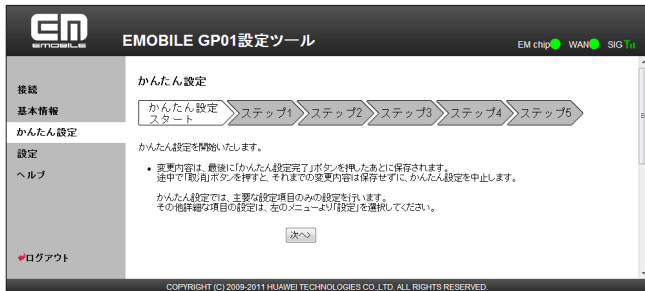 EM
EMOBILE
EMOBILE GP01設定ツール
EM chip WAN SIG
接続
基本情報
かんたん設定
設定
ヘルプ
ログアウト
かんたん設定
かんたん設定
スタート
ステップ1
ステップ2
ステップ3
ステップ4
ステップ5
かんたん設定を開始いたします。
• 変更内容は、最後に「かんたん設定完了」ボタンを押したあとに保存されます。
途中で「取消」ボタンを押すと、それまでの変更内容は保存せずに、かんたん設定を中止します。
かんたん設定では、主要な設定項目のみの設定を行います。
その他詳細な項目の設定は、左のメニューより「設定」を選択してください。
次へ>
COPYRIGHT (C) 2009-2011 HUAWEI TECHNOLOGIES CO.,LTD. ALL RIGHTS RESERVED.